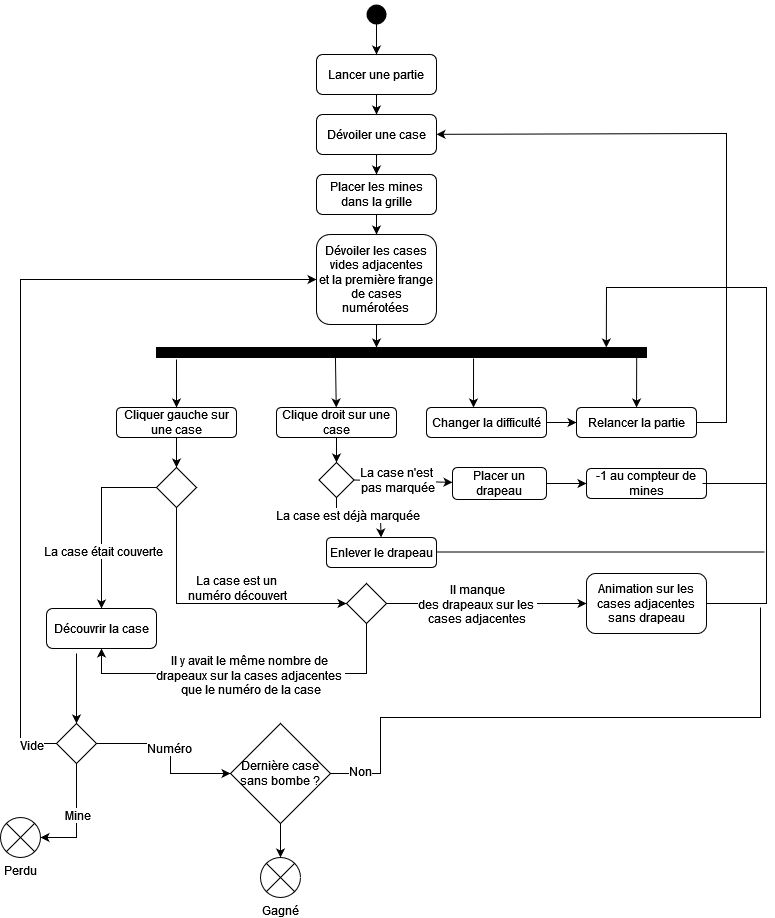 Lancer une partie
Dévoiler une case
Placer les mines
dans la grille
Dévoiler les cases
vides adjacentes
et la première frange
de cases
numérotées
Cliquer gauche sur
une case
Clique droit sur une
case
Changer la difficulté
Relancer la partie
La case n'est
pas marquée
Placer un
drapeau
-1 au compteur de
mines
La case est déjà marquée
Enlever le drapeau
La case était couverte
La case est un
numéro découvert
Il manque
des drapeaux sur les
cases adjacentes
Animation sur les
cases adjacentes
sans drapeau
Découvrir la case
Il y avait le même nombre de
drapeaux sur la cases adjacentes
que le numéro de la case
Vide
Numéro
Dernière case
sans bombe ?
Non
Mine
Perdu
Gagné